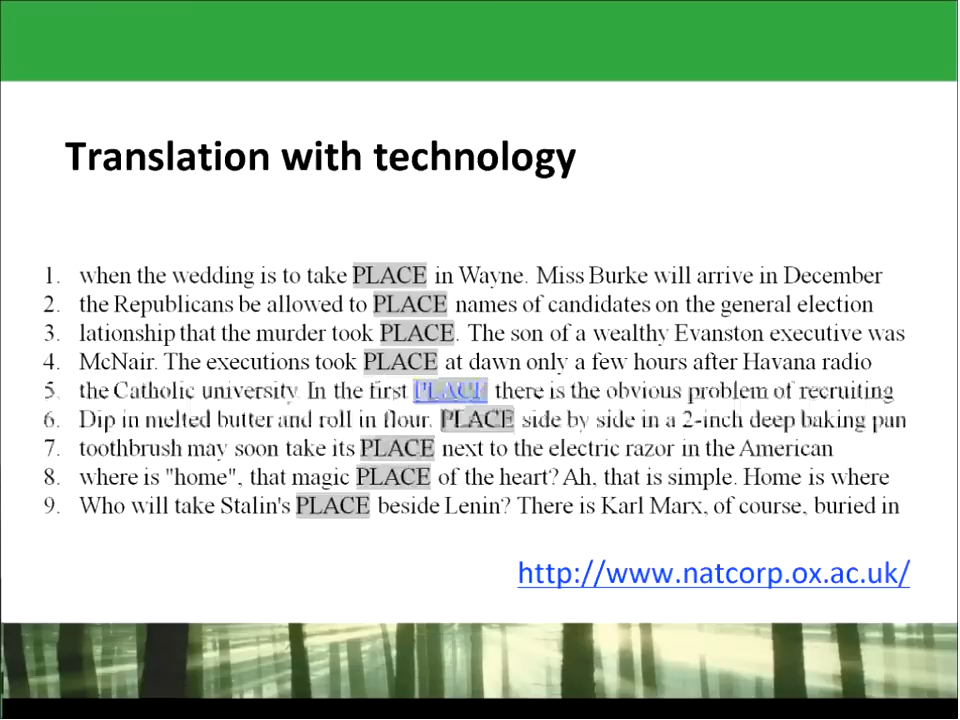 Translation with technology
1. when the wedding is to take PLACE in Wayne. Miss Burke will arrive in December
2. the Republicans be allowed to PLACE names of candidates on the general election
3. lationship that the murder took PLACE. The son of a wealthy Evanston executive was
4. McNair. The executions took PLACE at dawn only a few hours after Havana radio
5. the Catholic university. In the first PLACE there is the obvious problem of recruiting
6. Dip in melted butter and roll in flour. PLACE side by side in a 2-inch deep baking pan
7. toothbrush may soon take its PLACE next to the electric razor in the American
8. where is "home", that magic PLACE of the heart? Ah, that is simple. Home is where
9. Who will take Stalin's PLACE beside Lenin? There is Karl Marx, of course, buried in
http://www.natcorp.ox.ac.uk/